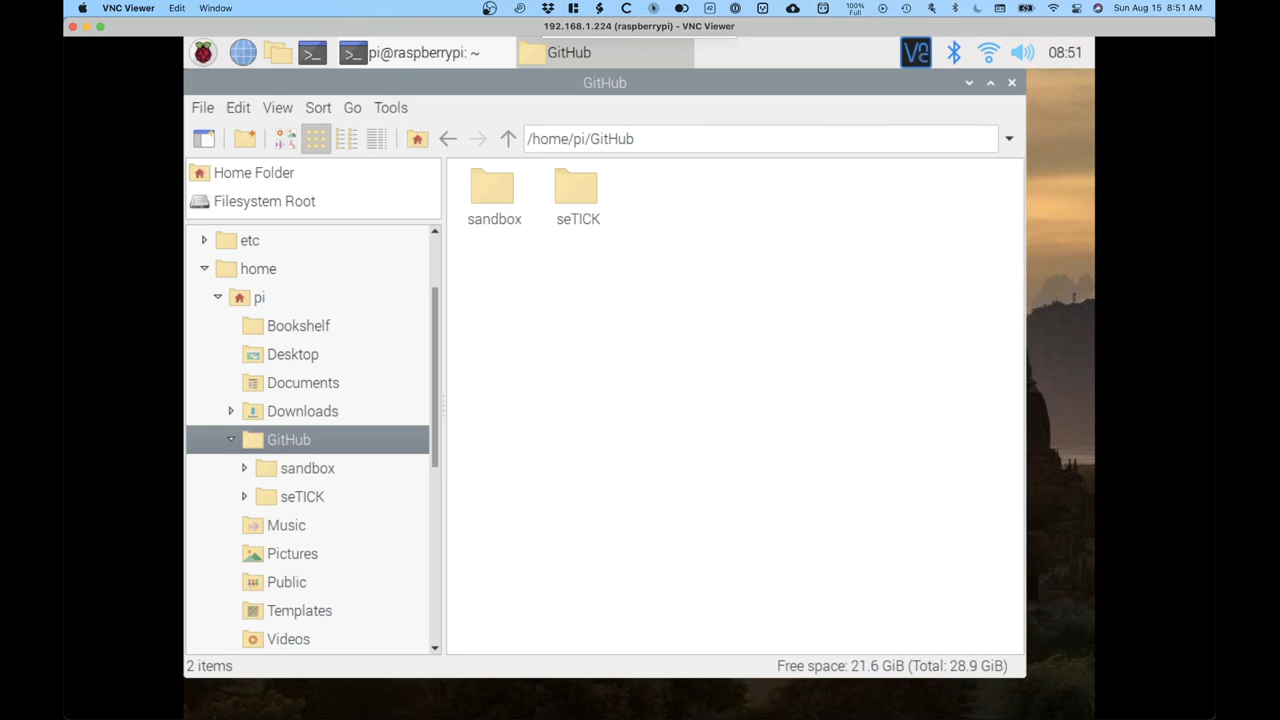 VNC Viewer Edit Window 100% Full Sun Aug 15 8:51 AM
192.168.1.224 (raspberrypi) - VNC Viewer
pi@raspberrypi: ~ GitHub 08:51
GitHub
File Edit View Sort Go Tools
/home/pi/GitHub
Home Folder
Filesystem Root
etc
home
pi
Bookshelf
Desktop
Documents
Downloads
GitHub
sandbox
seTICK
Music
Pictures
Public
Templates
Videos
sandbox seTICK
2 items Free space: 21.6 GiB (Total: 28.9 GiB)